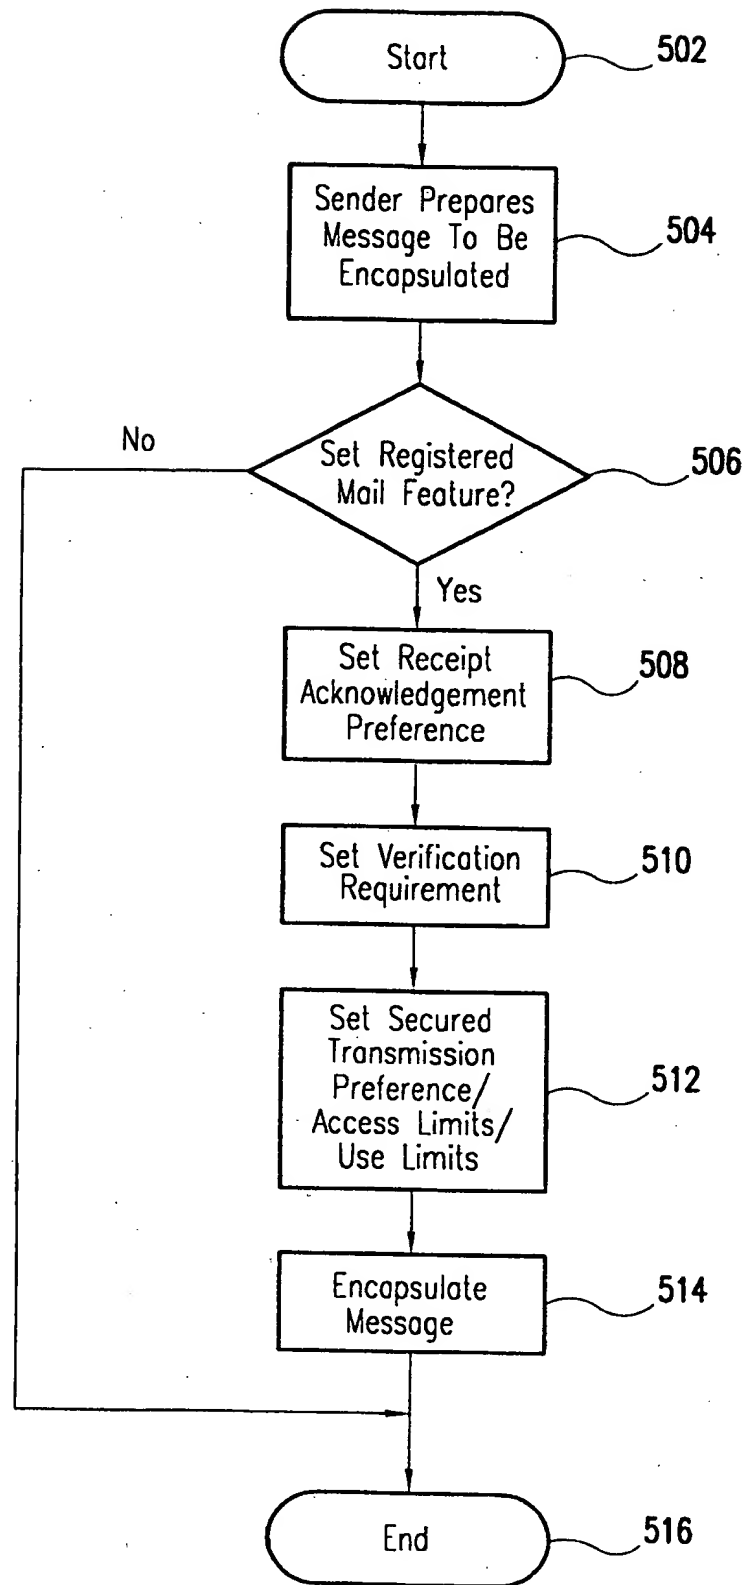 Start
502
Sender Prepares
Message To Be
Encapsulated
504
No
Set Registered
Mail Feature?
506
Yes
Set Receipt
Acknowledgement
Preference
508
Set Verification
Requirement
510
Set Secured
Transmission
Preference/
Access Limits/
Use Limits
512
Encapsulate
Message
514
End
516